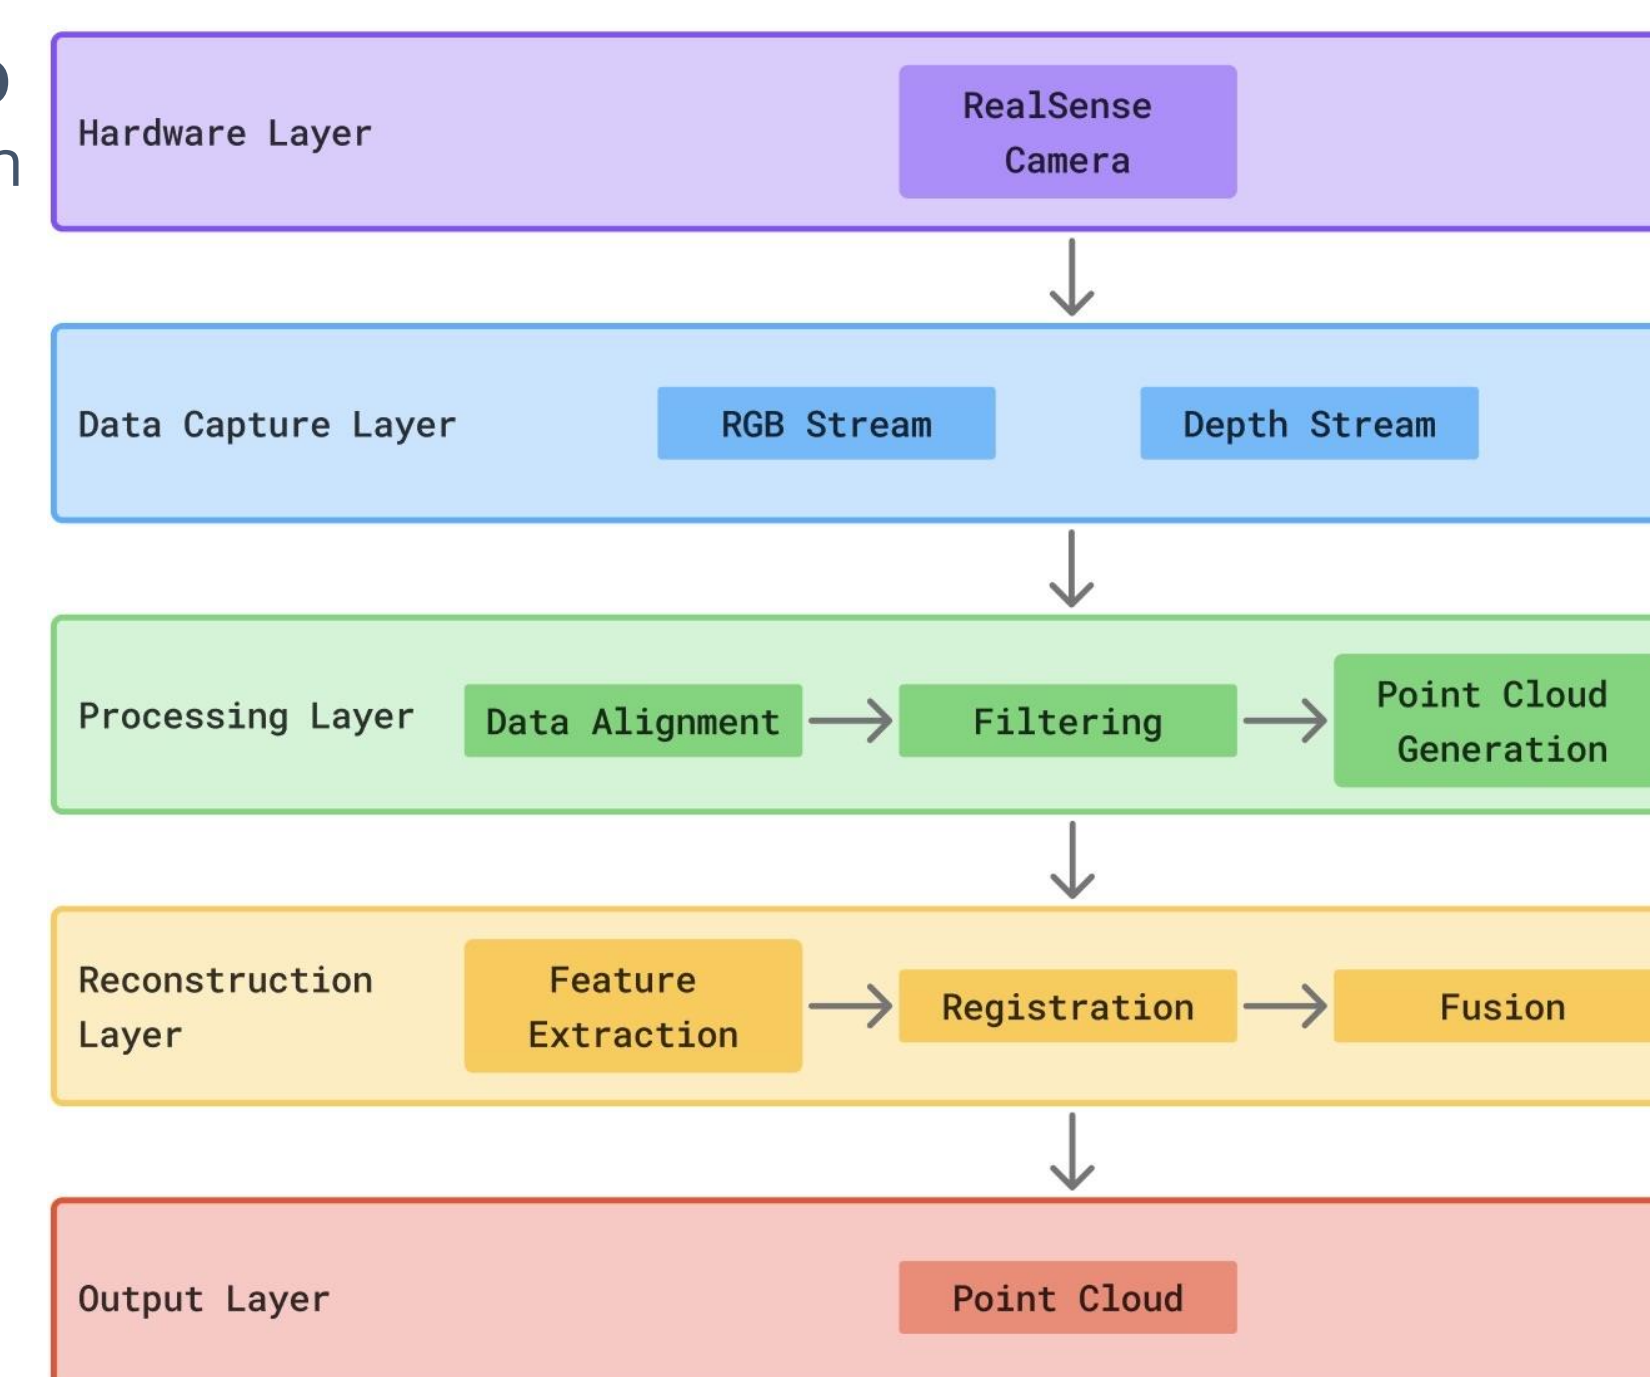 Hardware Layer
RealSense
Camera
Data Capture Layer
RGB Stream
Depth Stream
Processing Layer
Data Alignment
Filtering
Point Cloud
Generation
Reconstruction
Layer
Feature
Extraction
Registration
Fusion
Output Layer
Point Cloud